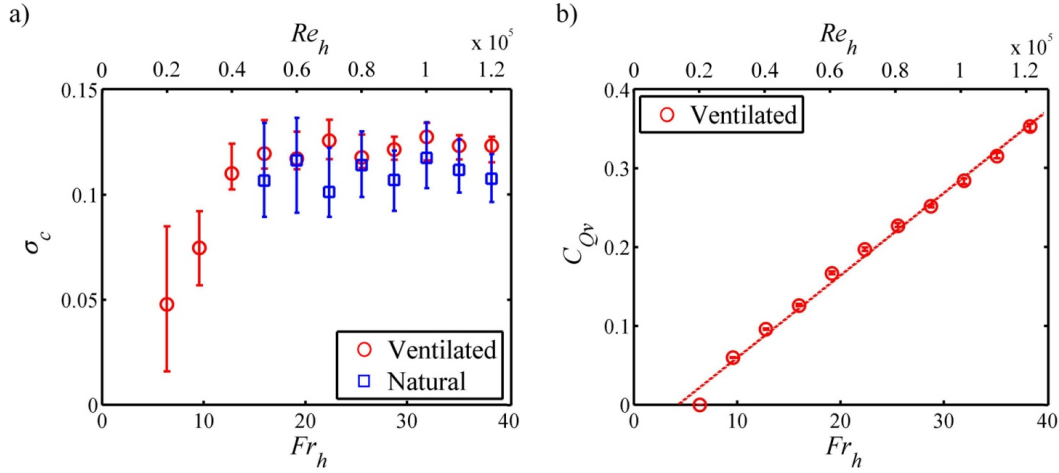 a)
Re_h
x 10^5
0 0.2 0.4 0.6 0.8 1 1.2
0.15
0.1
0.05
0
σ_c
Ventilated
Natural
0 10 20 30 40
Fr_h
b)
Re_h
x 10^5
0 0.2 0.4 0.6 0.8 1 1.2
0.4
0.3
0.2
0.1
0
C_Qv
Ventilated
0 10 20 30 40
Fr_h